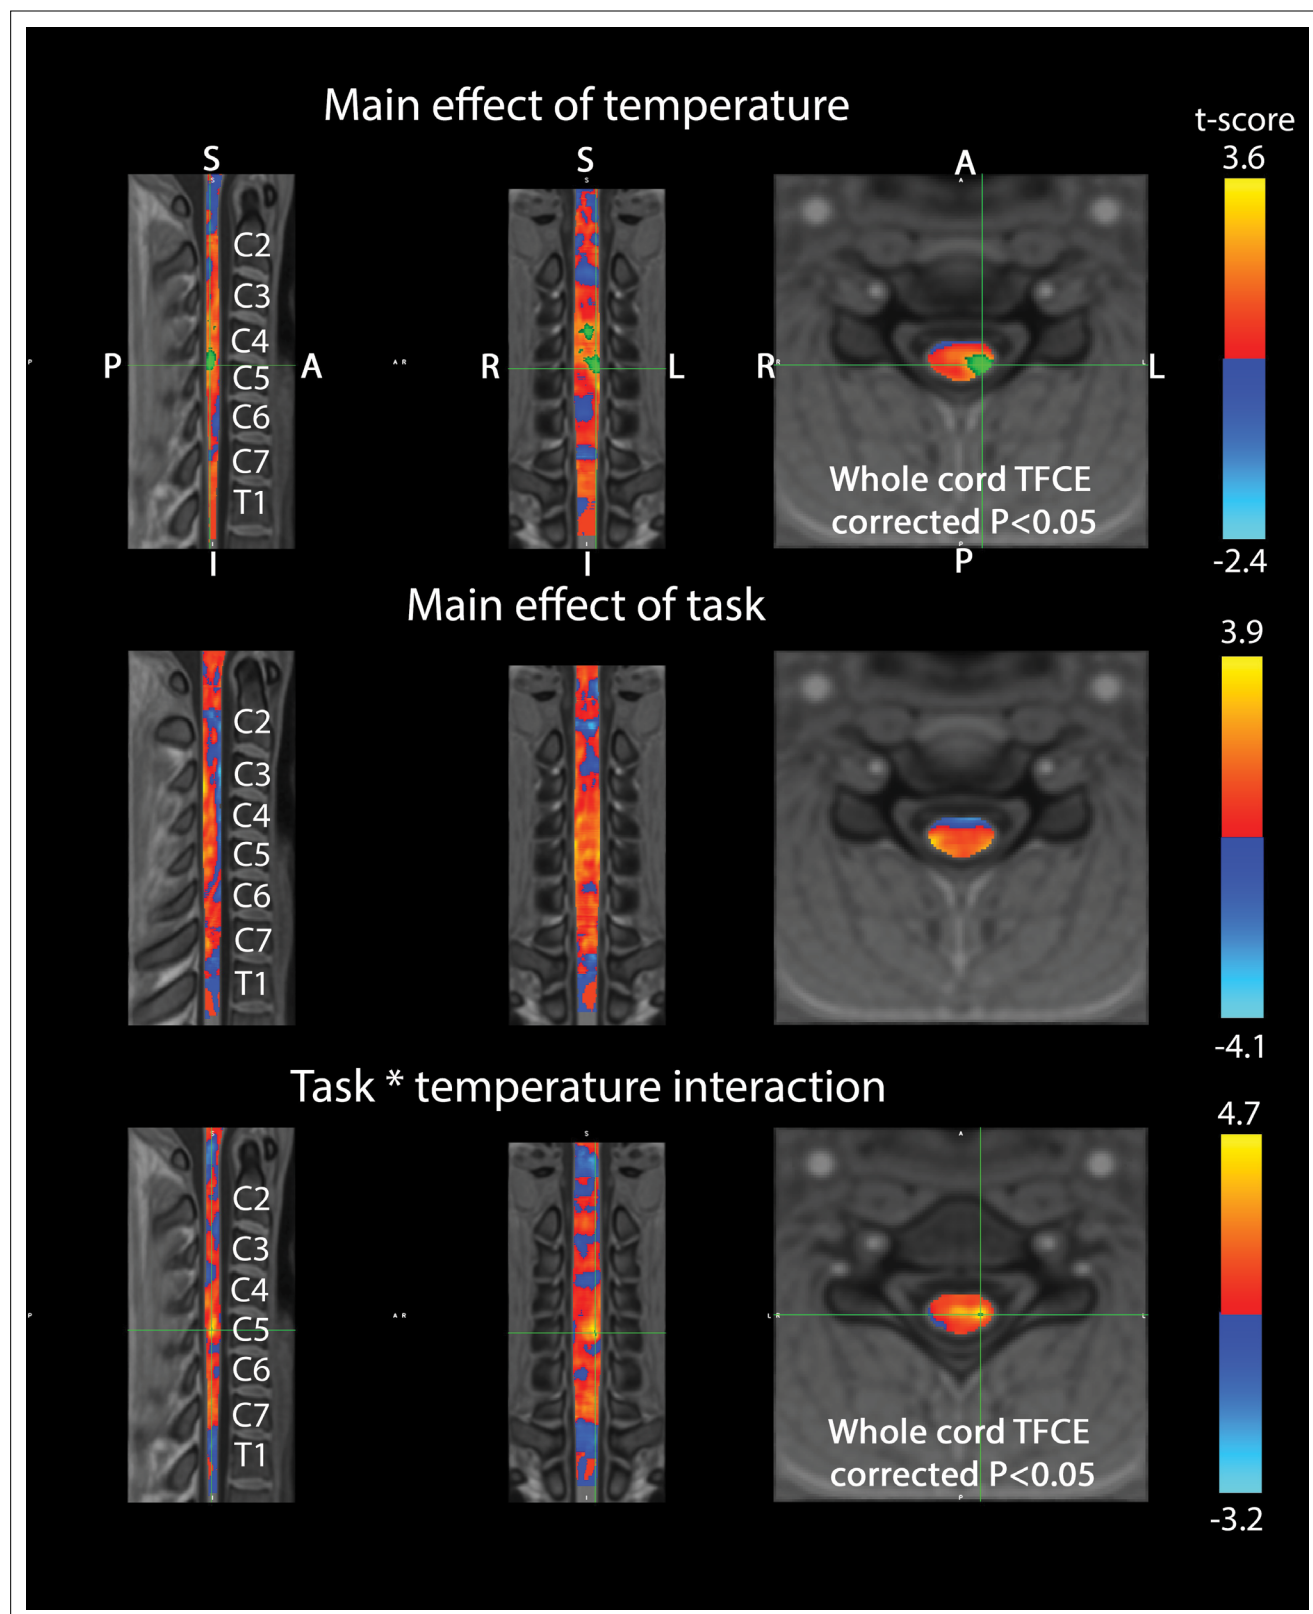 Main effect of temperature
t-score
3.6
S S A
S S A
C2
C3
C4
C5
C6
C7
T1
P A R L R L
P A R R L
Whole cord TFCE
corrected P<0.05
I I P
I I P
-2.4
Main effect of task
3.9
C2
C3
C4
C5
C6
C7
T1
-4.1
Task * temperature interaction
4.7
S S A
C2
C3
C4
C5
C6
C7
T1
P A R L R L
Whole cord TFCE
corrected P<0.05
I I P
-3.2